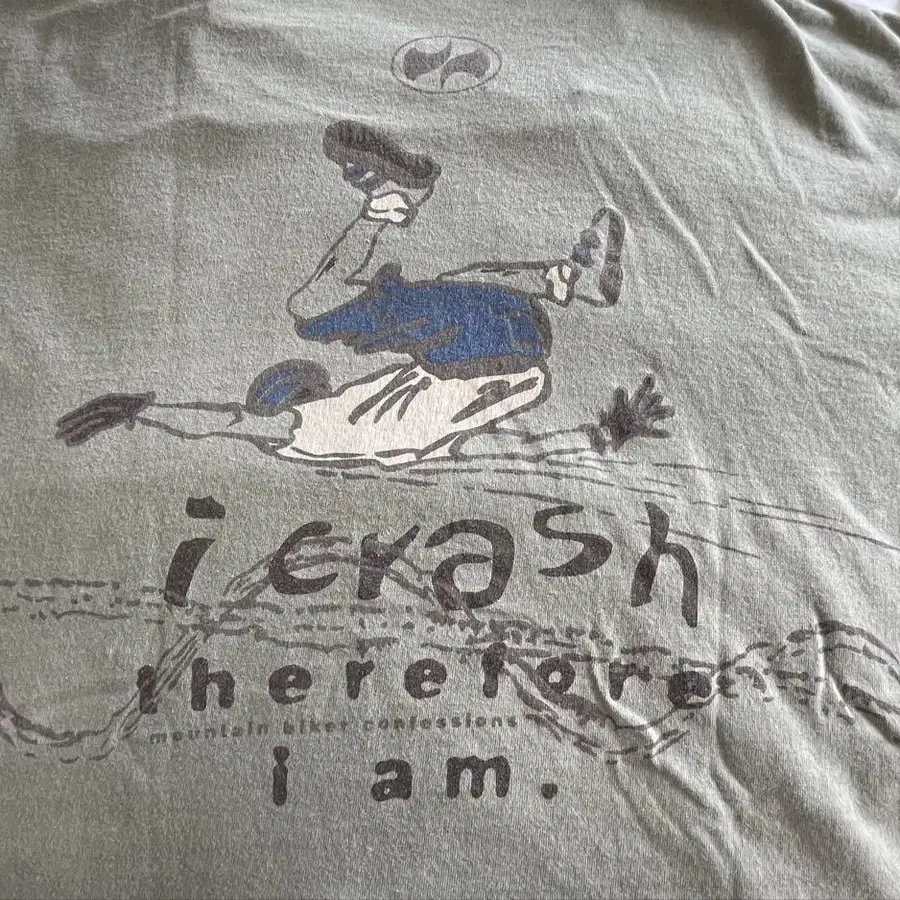 i crash
therefore
mountain biker confessions
i am.